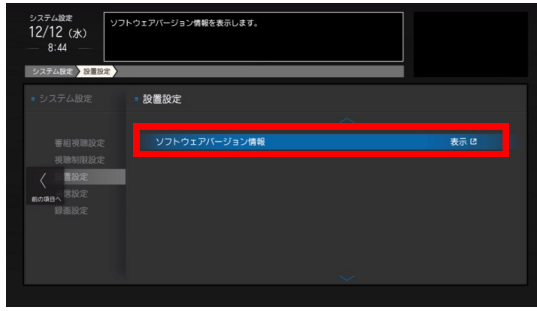 システム設定
12/12（水）
8:44
ソフトウェアバージョン情報を表示します。
システム設定 設置設定
システム設定
設置設定
ソフトウェアバージョン情報 表示
番組視聴設定
視聴制限設定
置設定
前の項目へ
信設定
録画設定